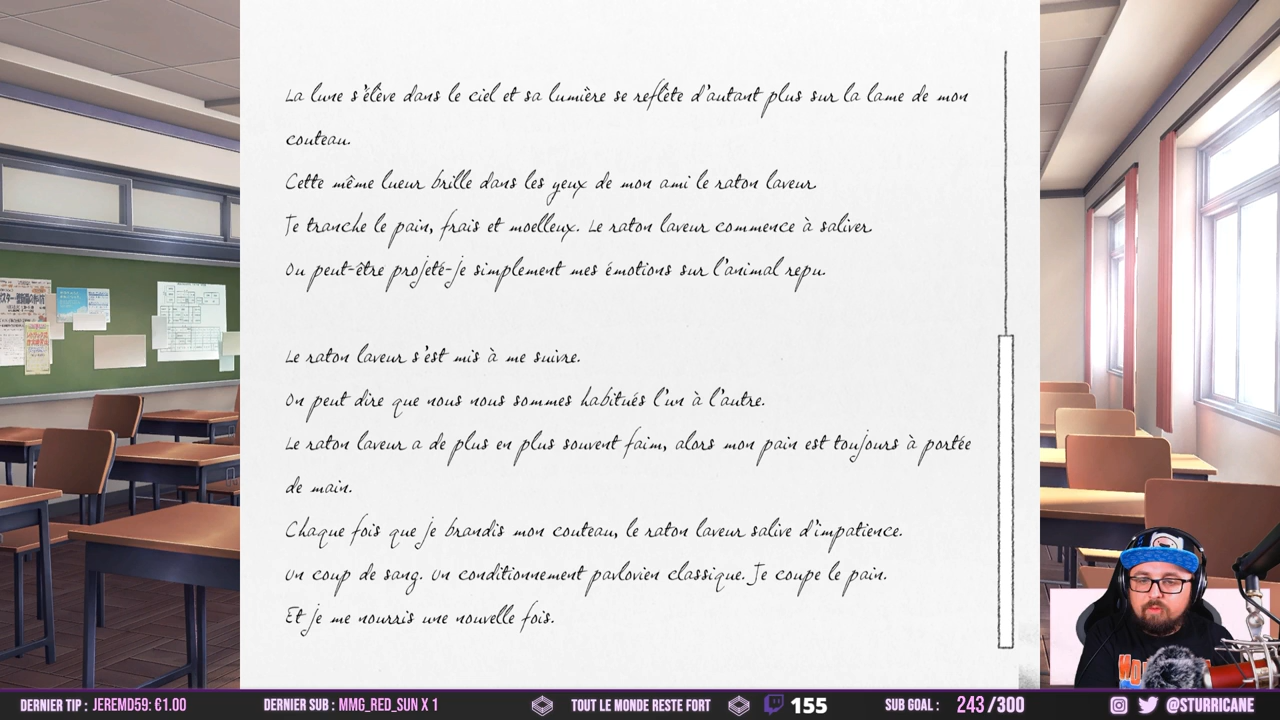 La lune s'élève dans le ciel et sa lumière se reflète d'autant plus sur la lame de mon
couteau.
Cette même lueur brille dans les yeux de mon ami le raton laveur.
Je tranche le pain, frais et moelleux. Le raton laveur commence à saliver.
Ou peut-être projeté-je simplement mes émotions sur l'animal repu.
Le raton laveur s'est mis à me suivre.
On peut dire que nous nous sommes habitués l'un à l'autre.
Le raton laveur a de plus en plus souvent faim, alors mon pain est toujours à portée
de main.
Chaque fois que je brandis mon couteau, le raton laveur salive d'impatience.
Un coup de sang. Un conditionnement pavlovien classique. Je coupe le pain.
Et je me nourris une nouvelle fois.
DERNIER TIP : JEREMD59: €1.00
DERNIER SUB : MMG_RED_SUN X 1
TOUT LE MONDE RESTE FORT
155
SUB GOAL : 243/300
@STURRICANE